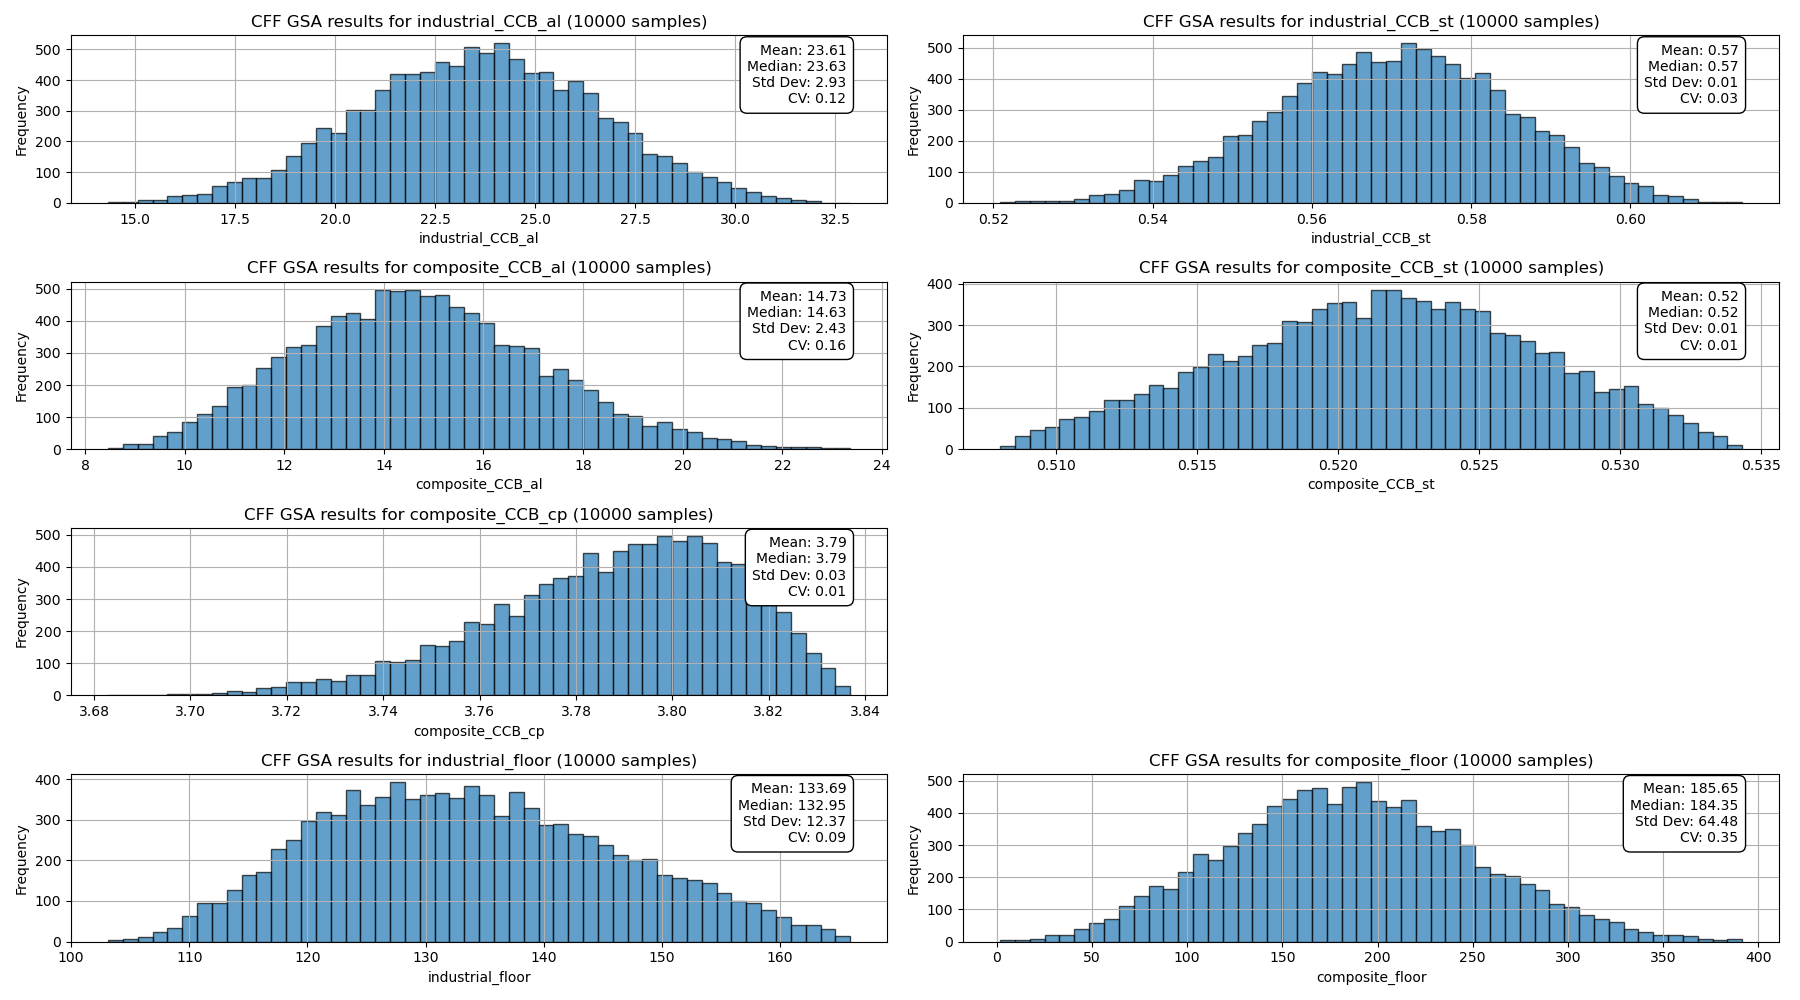 CFF GSA results for industrial_CCB_al (10000 samples)
500
400
300
200
100
0
Frequency
Mean: 23.61
Median: 23.63
Std Dev: 2.93
CV: 0.12
15.0 17.5 20.0 22.5 25.0 27.5 30.0 32.5
industrial_CCB_al
CFF GSA results for industrial_CCB_st (10000 samples)
500
400
300
200
100
0
Frequency
Mean: 0.57
Median: 0.57
Std Dev: 0.01
CV: 0.03
0.52 0.54 0.56 0.58 0.60
industrial_CCB_st
CFF GSA results for composite_CCB_al (10000 samples)
500
400
300
200
100
0
Frequency
Mean: 14.73
Median: 14.63
Std Dev: 2.43
CV: 0.16
8 10 12 14 16 18 20 22 24
composite_CCB_al
CFF GSA results for composite_CCB_st (10000 samples)
400
300
200
100
0
Frequency
Mean: 0.52
Median: 0.52
Std Dev: 0.01
CV: 0.01
0.510 0.515 0.520 0.525 0.530 0.535
composite_CCB_st
CFF GSA results for composite_CCB_cp (10000 samples)
500
400
300
200
100
0
Frequency
Mean: 3.79
Median: 3.79
Std Dev: 0.03
CV: 0.01
3.68 3.70 3.72 3.74 3.76 3.78 3.80 3.82 3.84
composite_CCB_cp
CFF GSA results for industrial_floor (10000 samples)
400
300
200
100
0
Frequency
Mean: 133.69
Median: 132.95
Std Dev: 12.37
CV: 0.09
100 110 120 130 140 150 160
industrial_floor
CFF GSA results for composite_floor (10000 samples)
500
400
300
200
100
0
Frequency
Mean: 185.65
Median: 184.35
Std Dev: 64.48
CV: 0.35
0 50 100 150 200 250 300 350 400
composite_floor